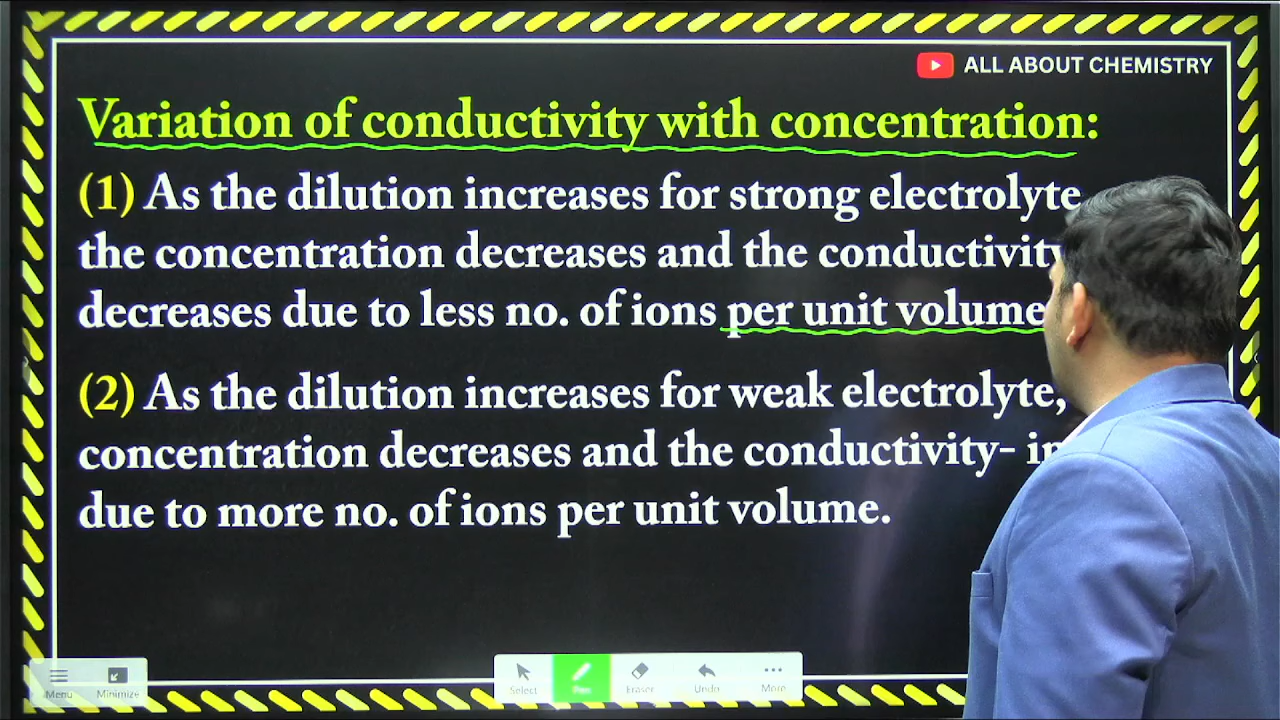 ALL ABOUT CHEMISTRY
Variation of conductivity with concentration:
(1) As the dilution increases for strong electrolyte
the concentration decreases and the conductivity
decreases due to less no. of ions per unit volume
(2) As the dilution increases for weak electrolyte,
concentration decreases and the conductivity-
due to more no. of ions per unit volume.
Menu
Minimize
Select
Pen
Eraser
Undo
More